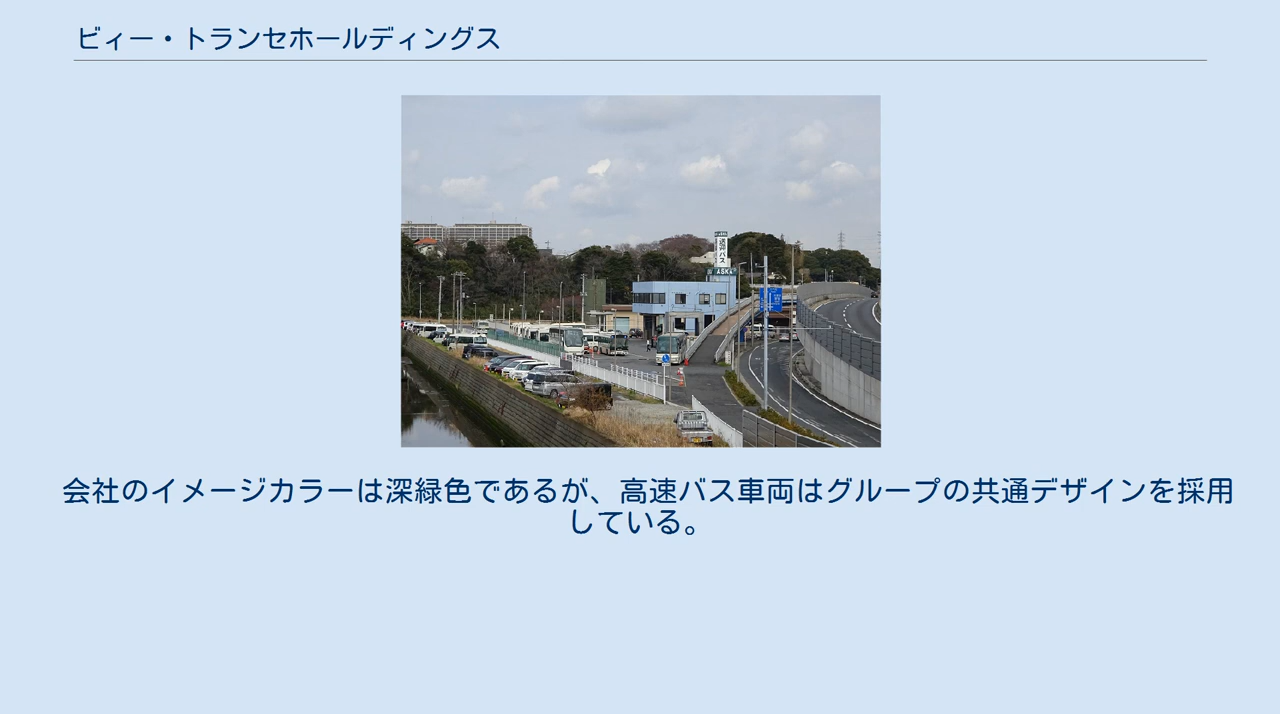 ビィー・トランセホールディングス
バス
ASKA
会社のイメージカラーは深緑色であるが、高速バス車両はグループの共通デザインを採用
している。